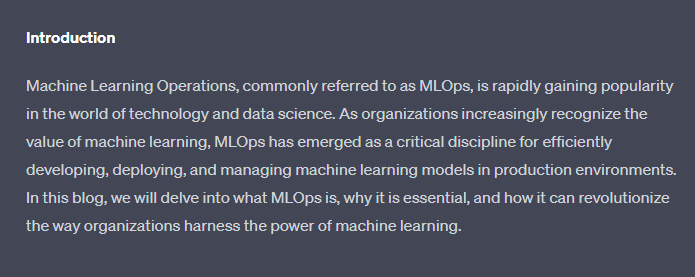 Introduction
Machine Learning Operations, commonly referred to as MLOps, is rapidly gaining popularity
in the world of technology and data science. As organizations increasingly recognize the
value of machine learning, MLOps has emerged as a critical discipline for efficiently
developing, deploying, and managing machine learning models in production environments.
In this blog, we will delve into what MLOps is, why it is essential, and how it can revolutionize
the way organizations harness the power of machine learning.